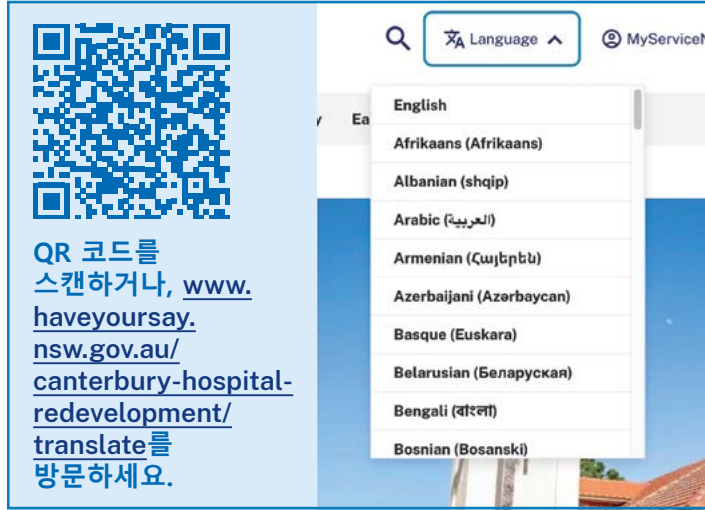 QR 코드를
스캔하거나, www.
haveyoursay.
nsw.gov.au/
canterbury-hospital-
redevelopment/
translate를
방문하세요.
Language
MyServiceN
Ea
English
Afrikaans (Afrikaans)
Albanian (shqip)
Arabic (العربية)
Armenian (Հայերեն)
Azerbaijani (Azərbaycan)
Basque (Euskara)
Belarusian (Беларуская)
Bengali (বাংলা)
Bosnian (Bosanski)